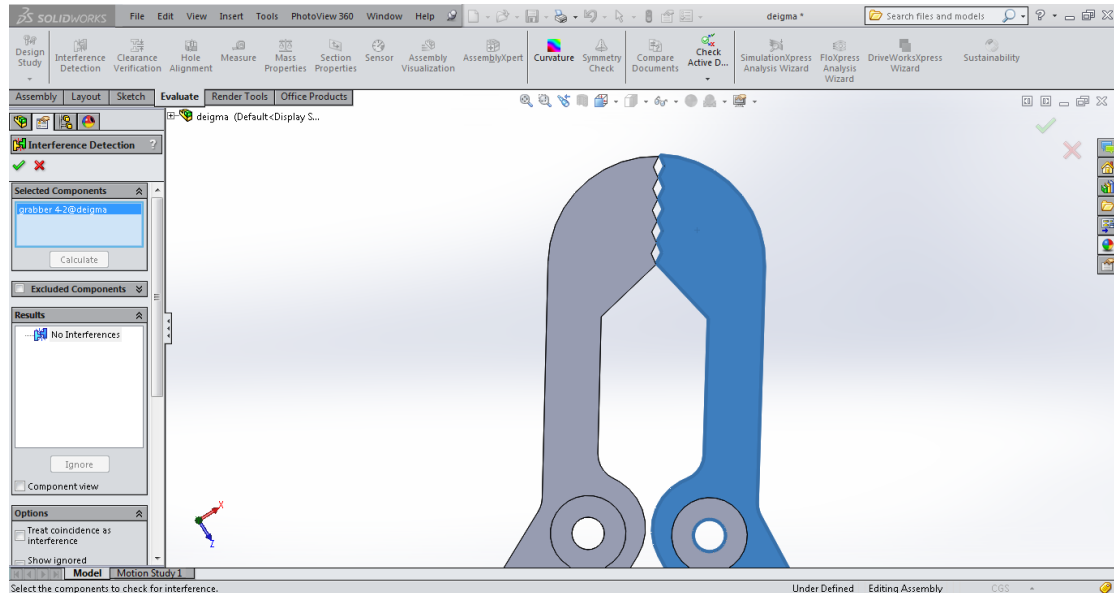 SOLIDWORKS File Edit View Insert Tools PhotoView 360 Window Help deigma * Search files and models ?
Design Study
Interference Detection
Clearance Verification
Hole Alignment
Measure
Mass Properties
Section Properties
Sensor
Assembly Visualization
AssemblyXpert
Curvature
Symmetry Check
Compare Documents
Check Active D...
SimulationXpress Analysis Wizard
FloXpress Analysis Wizard
DriveWorksXpress Wizard
Sustainability
Assembly Layout Sketch Evaluate Render Tools Office Products
deigma (Default<Display S...
Interference Detection ?
Selected Components
grabber 4-2@deigma
Calculate
Excluded Components
Results
No Interferences
Ignore
Component view
Options
Treat coincidence as
interference
Show ignored
X
Z
Model Motion Study 1
Select the components to check for interference. Under Defined Editing Assembly CGS